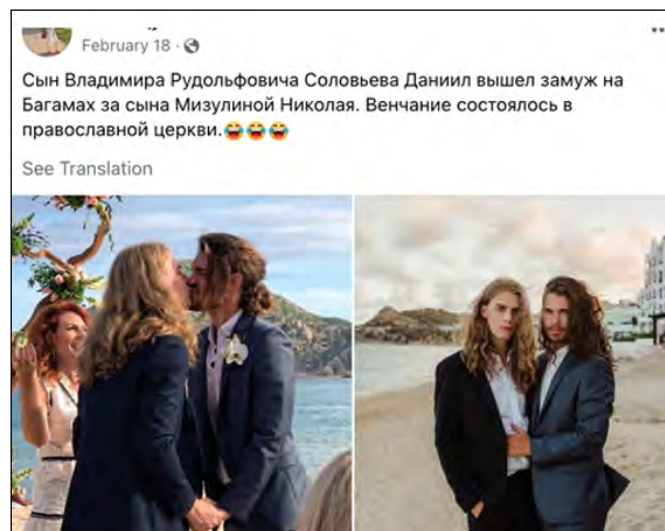 February 18 ·
Сын Владимира Рудольфовича Соловьева Даниил вышел замуж на
Багамах за сына Мизулиной Николая. Венчание состоялось в
православной церкви.😂😂😂
See Translation